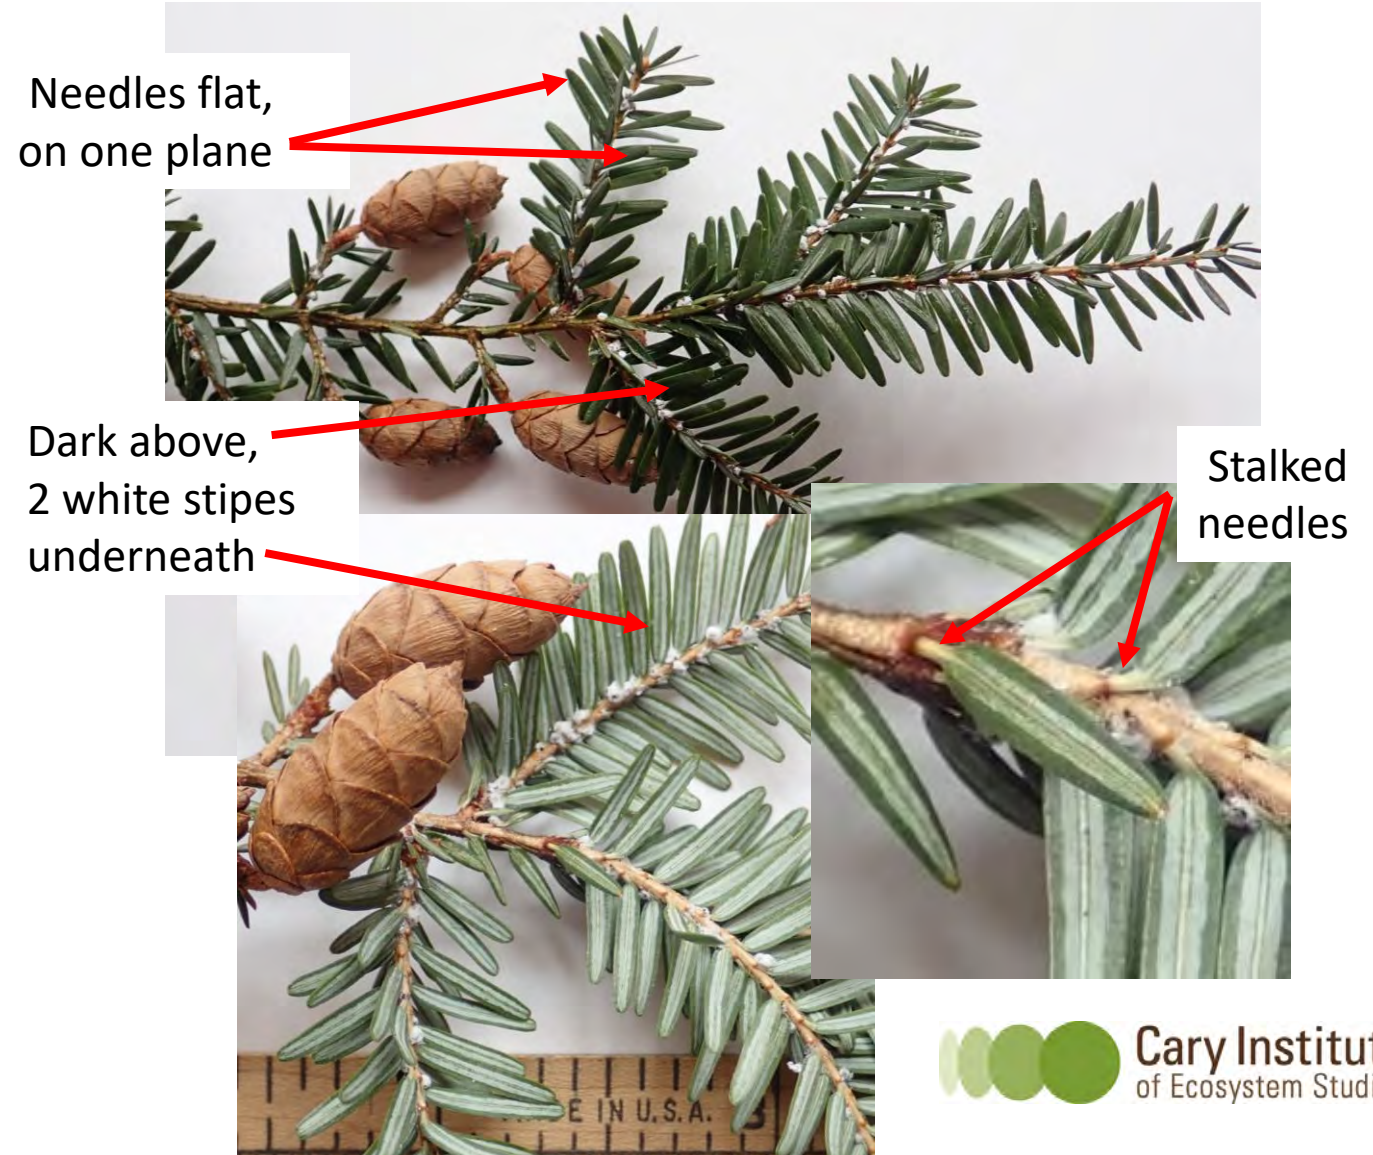 Needles flat,
on one plane
Dark above,
2 white stipes
underneath
Stalked
needles
IN U.S.A.
3
Cary Institut
of Ecosystem Studi